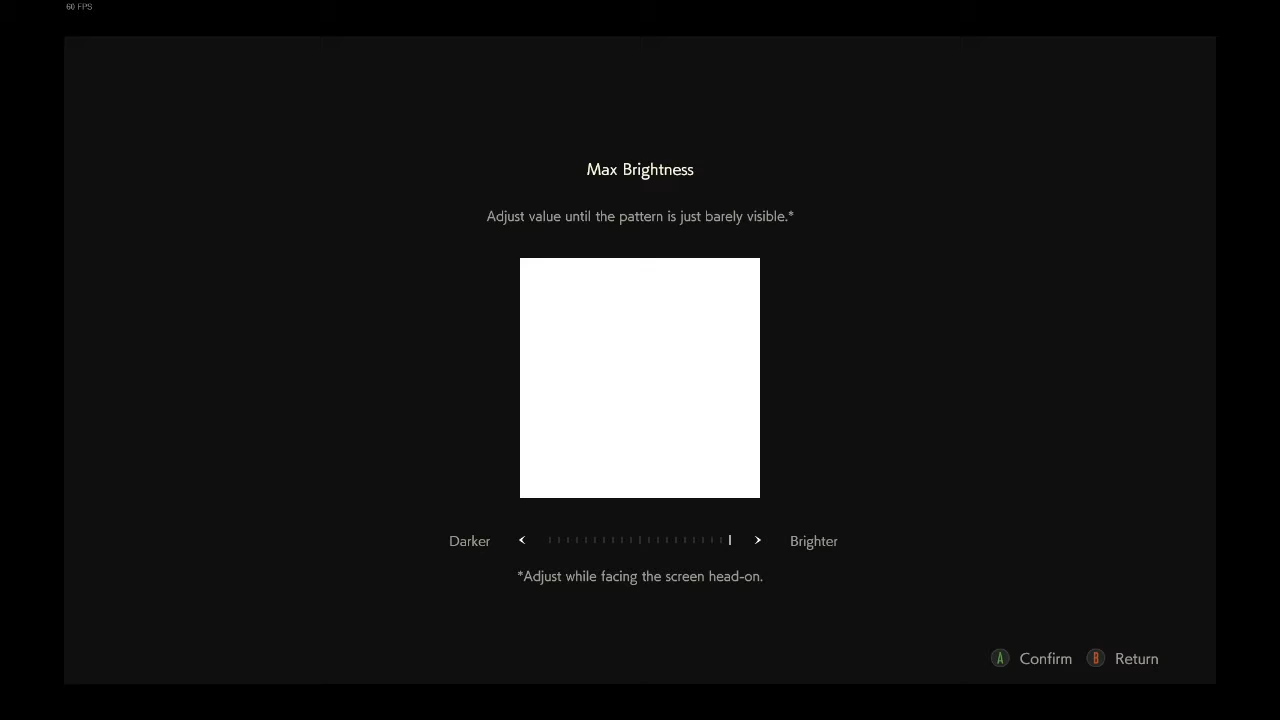 60 FPS
Max Brightness
Adjust value until the pattern is just barely visible.*
Darker Brighter
*Adjust while facing the screen head-on.
A Confirm B Return